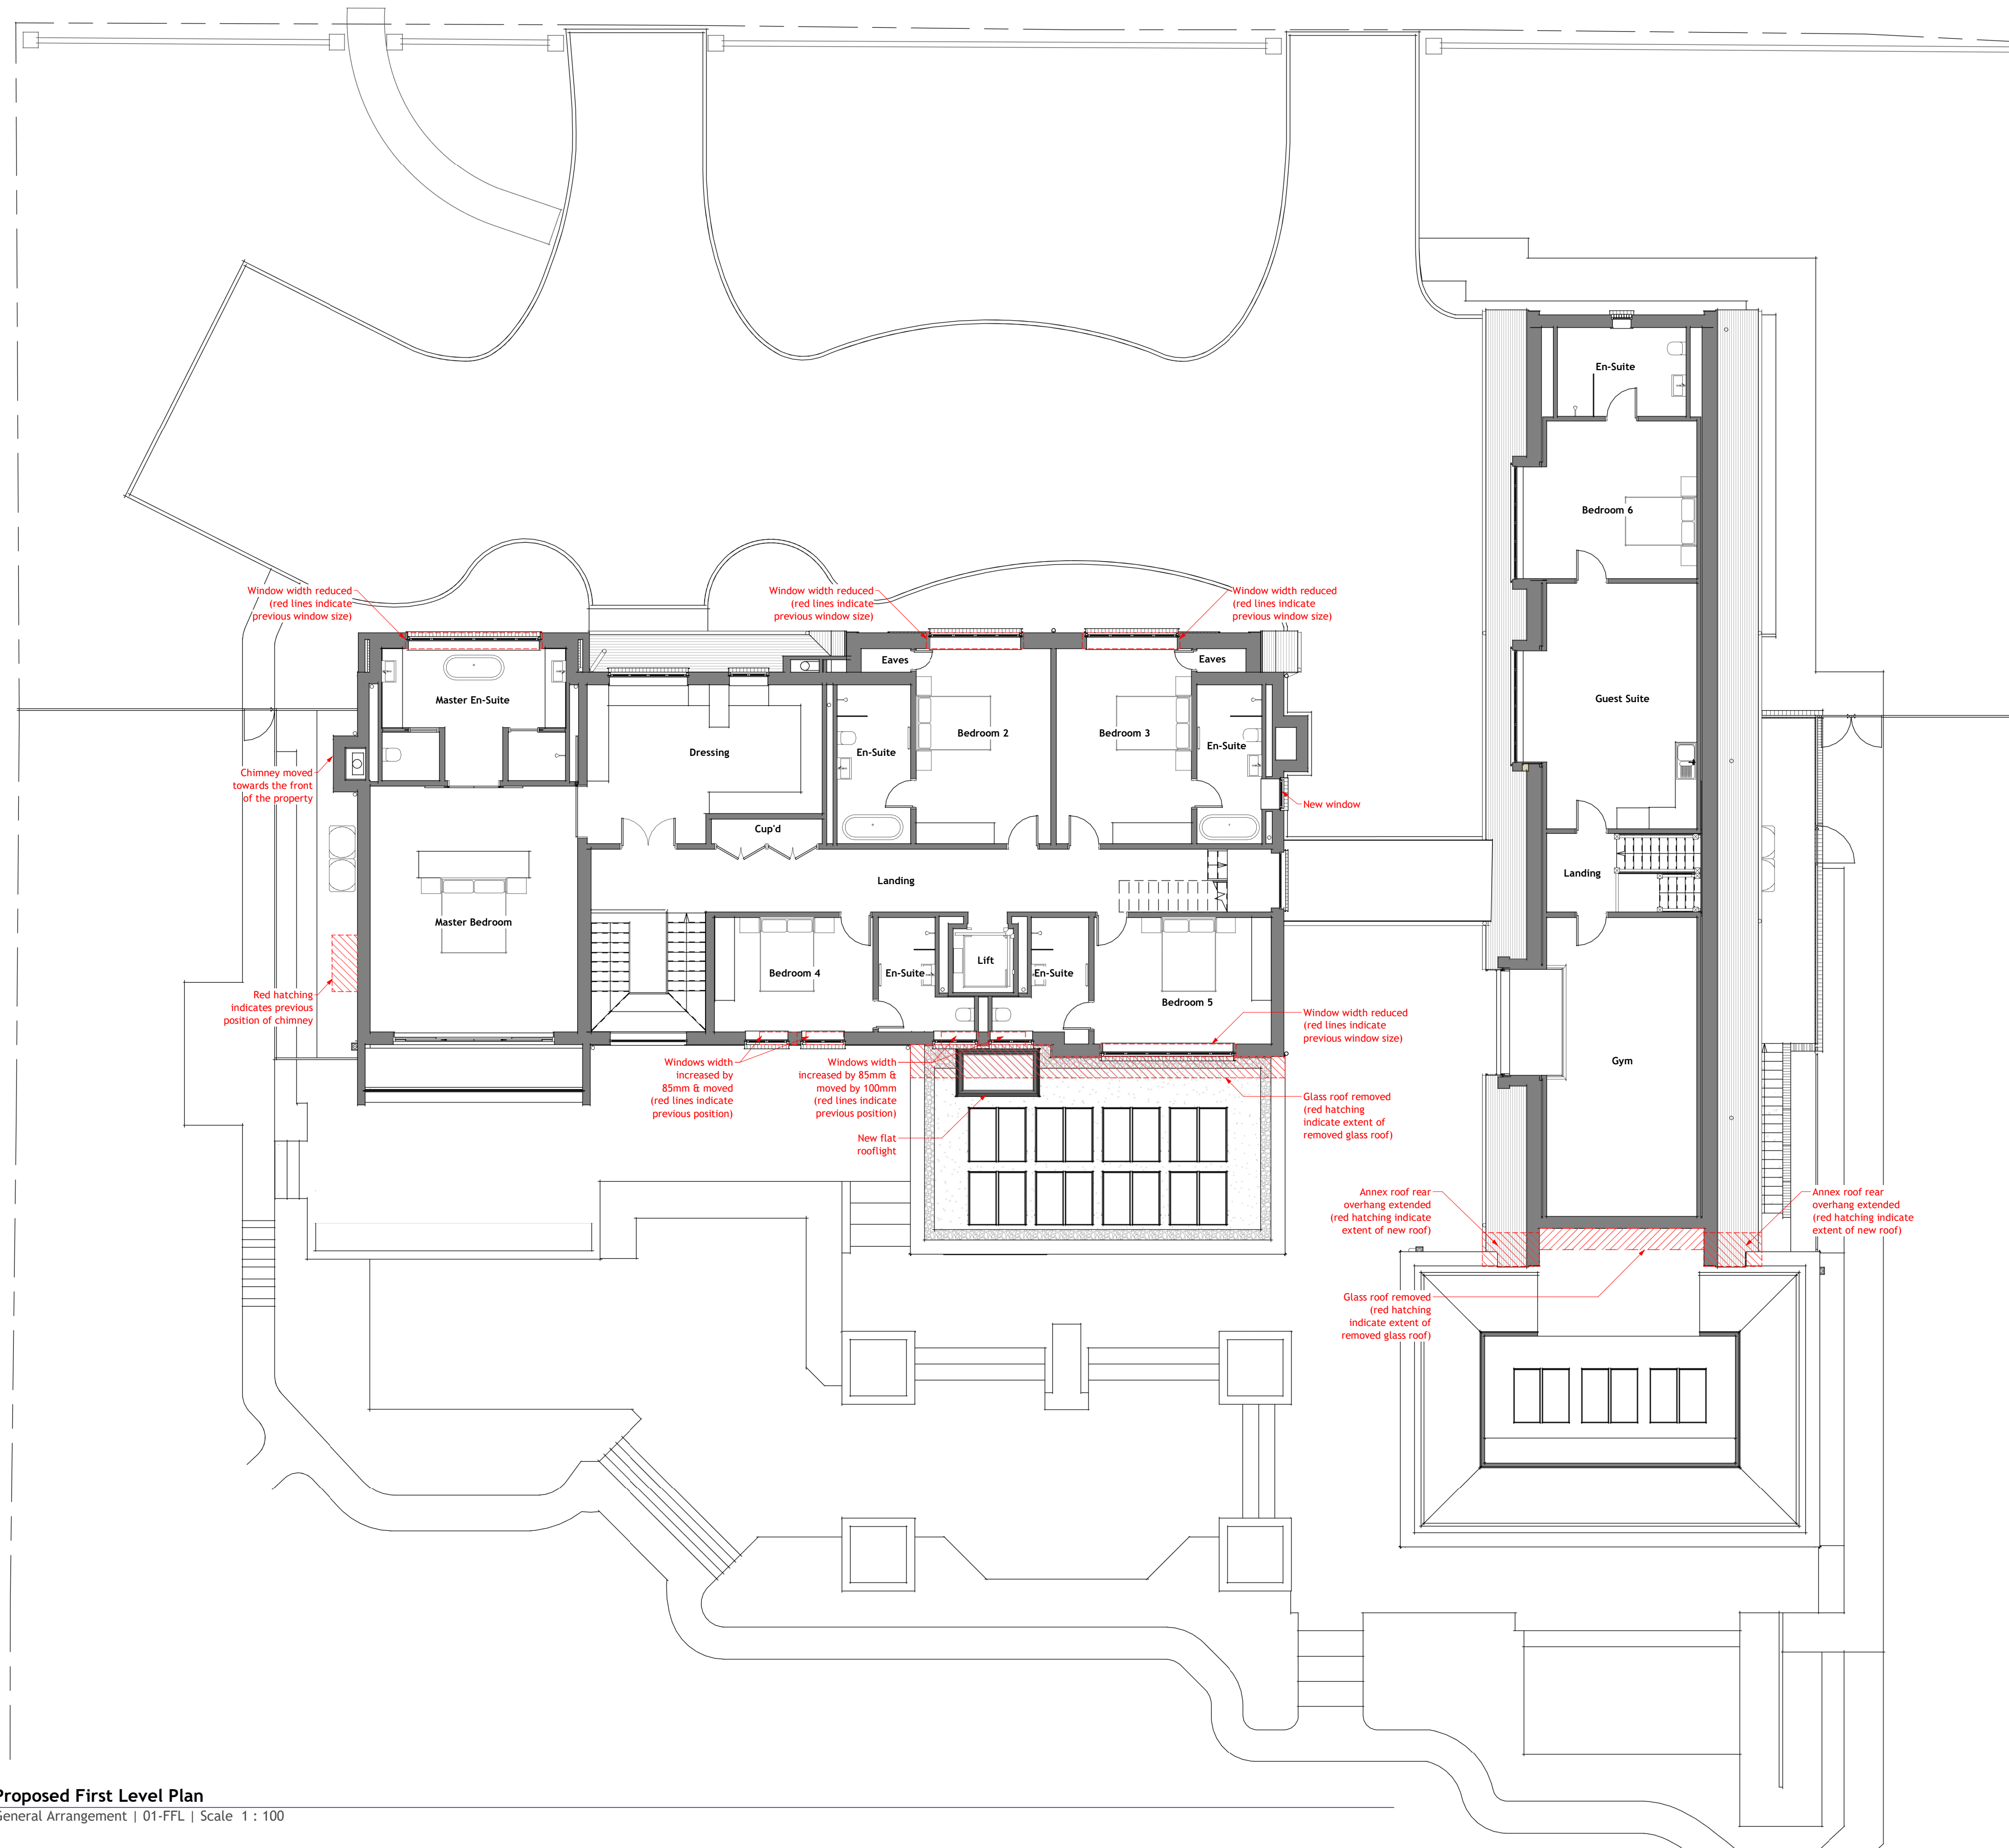 En-Suite
Bedroom 6
Guest Suite
Landing
Gym
Window width reduced
(red lines indicate
previous window size)
Window width reduced
(red lines indicate
previous window size)
Window width reduced
(red lines indicate
previous window size)
Eaves
Eaves
Master En-Suite
Dressing
En-Suite
Bedroom 2
Bedroom 3
En-Suite
Chimney moved
towards the front
of the property
New window
Cup'd
Landing
Master Bedroom
Bedroom 4
En-Suite
Lift
En-Suite
Bedroom 5
Red hatching
indicates previous
position of chimney
Window width reduced
(red lines indicate
previous window size)
Windows width
increased by
85mm & moved
(red lines indicate
previous position)
Windows width
increased by 85mm &
moved by 100mm
(red lines indicate
previous position)
New flat
rooflight
Glass roof removed
(red hatching
indicate extent of
removed glass roof)
Annex roof rear
overhang extended
(red hatching indicate
extent of new roof)
Annex roof rear
overhang extended
(red hatching indicate
extent of new roof)
Glass roof removed
(red hatching
indicate extent of
removed glass roof)
Proposed First Level Plan
General Arrangement | 01-FFL | Scale 1 : 100